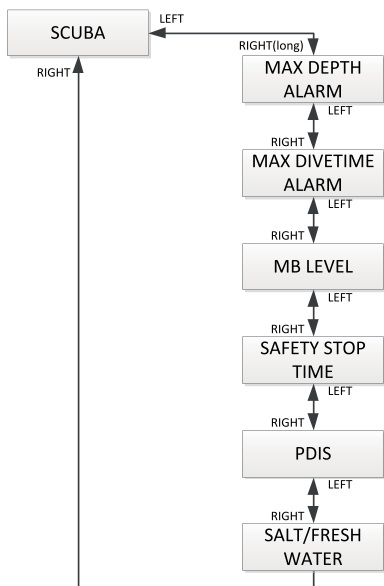 SCUBA
LEFT
RIGHT(long)
RIGHT
MAX DEPTH
ALARM
LEFT
RIGHT
MAX DIVETIME
ALARM
LEFT
RIGHT
MB LEVEL
LEFT
RIGHT
SAFETY STOP
TIME
LEFT
RIGHT
PDIS
LEFT
RIGHT
SALT/FRESH
WATER